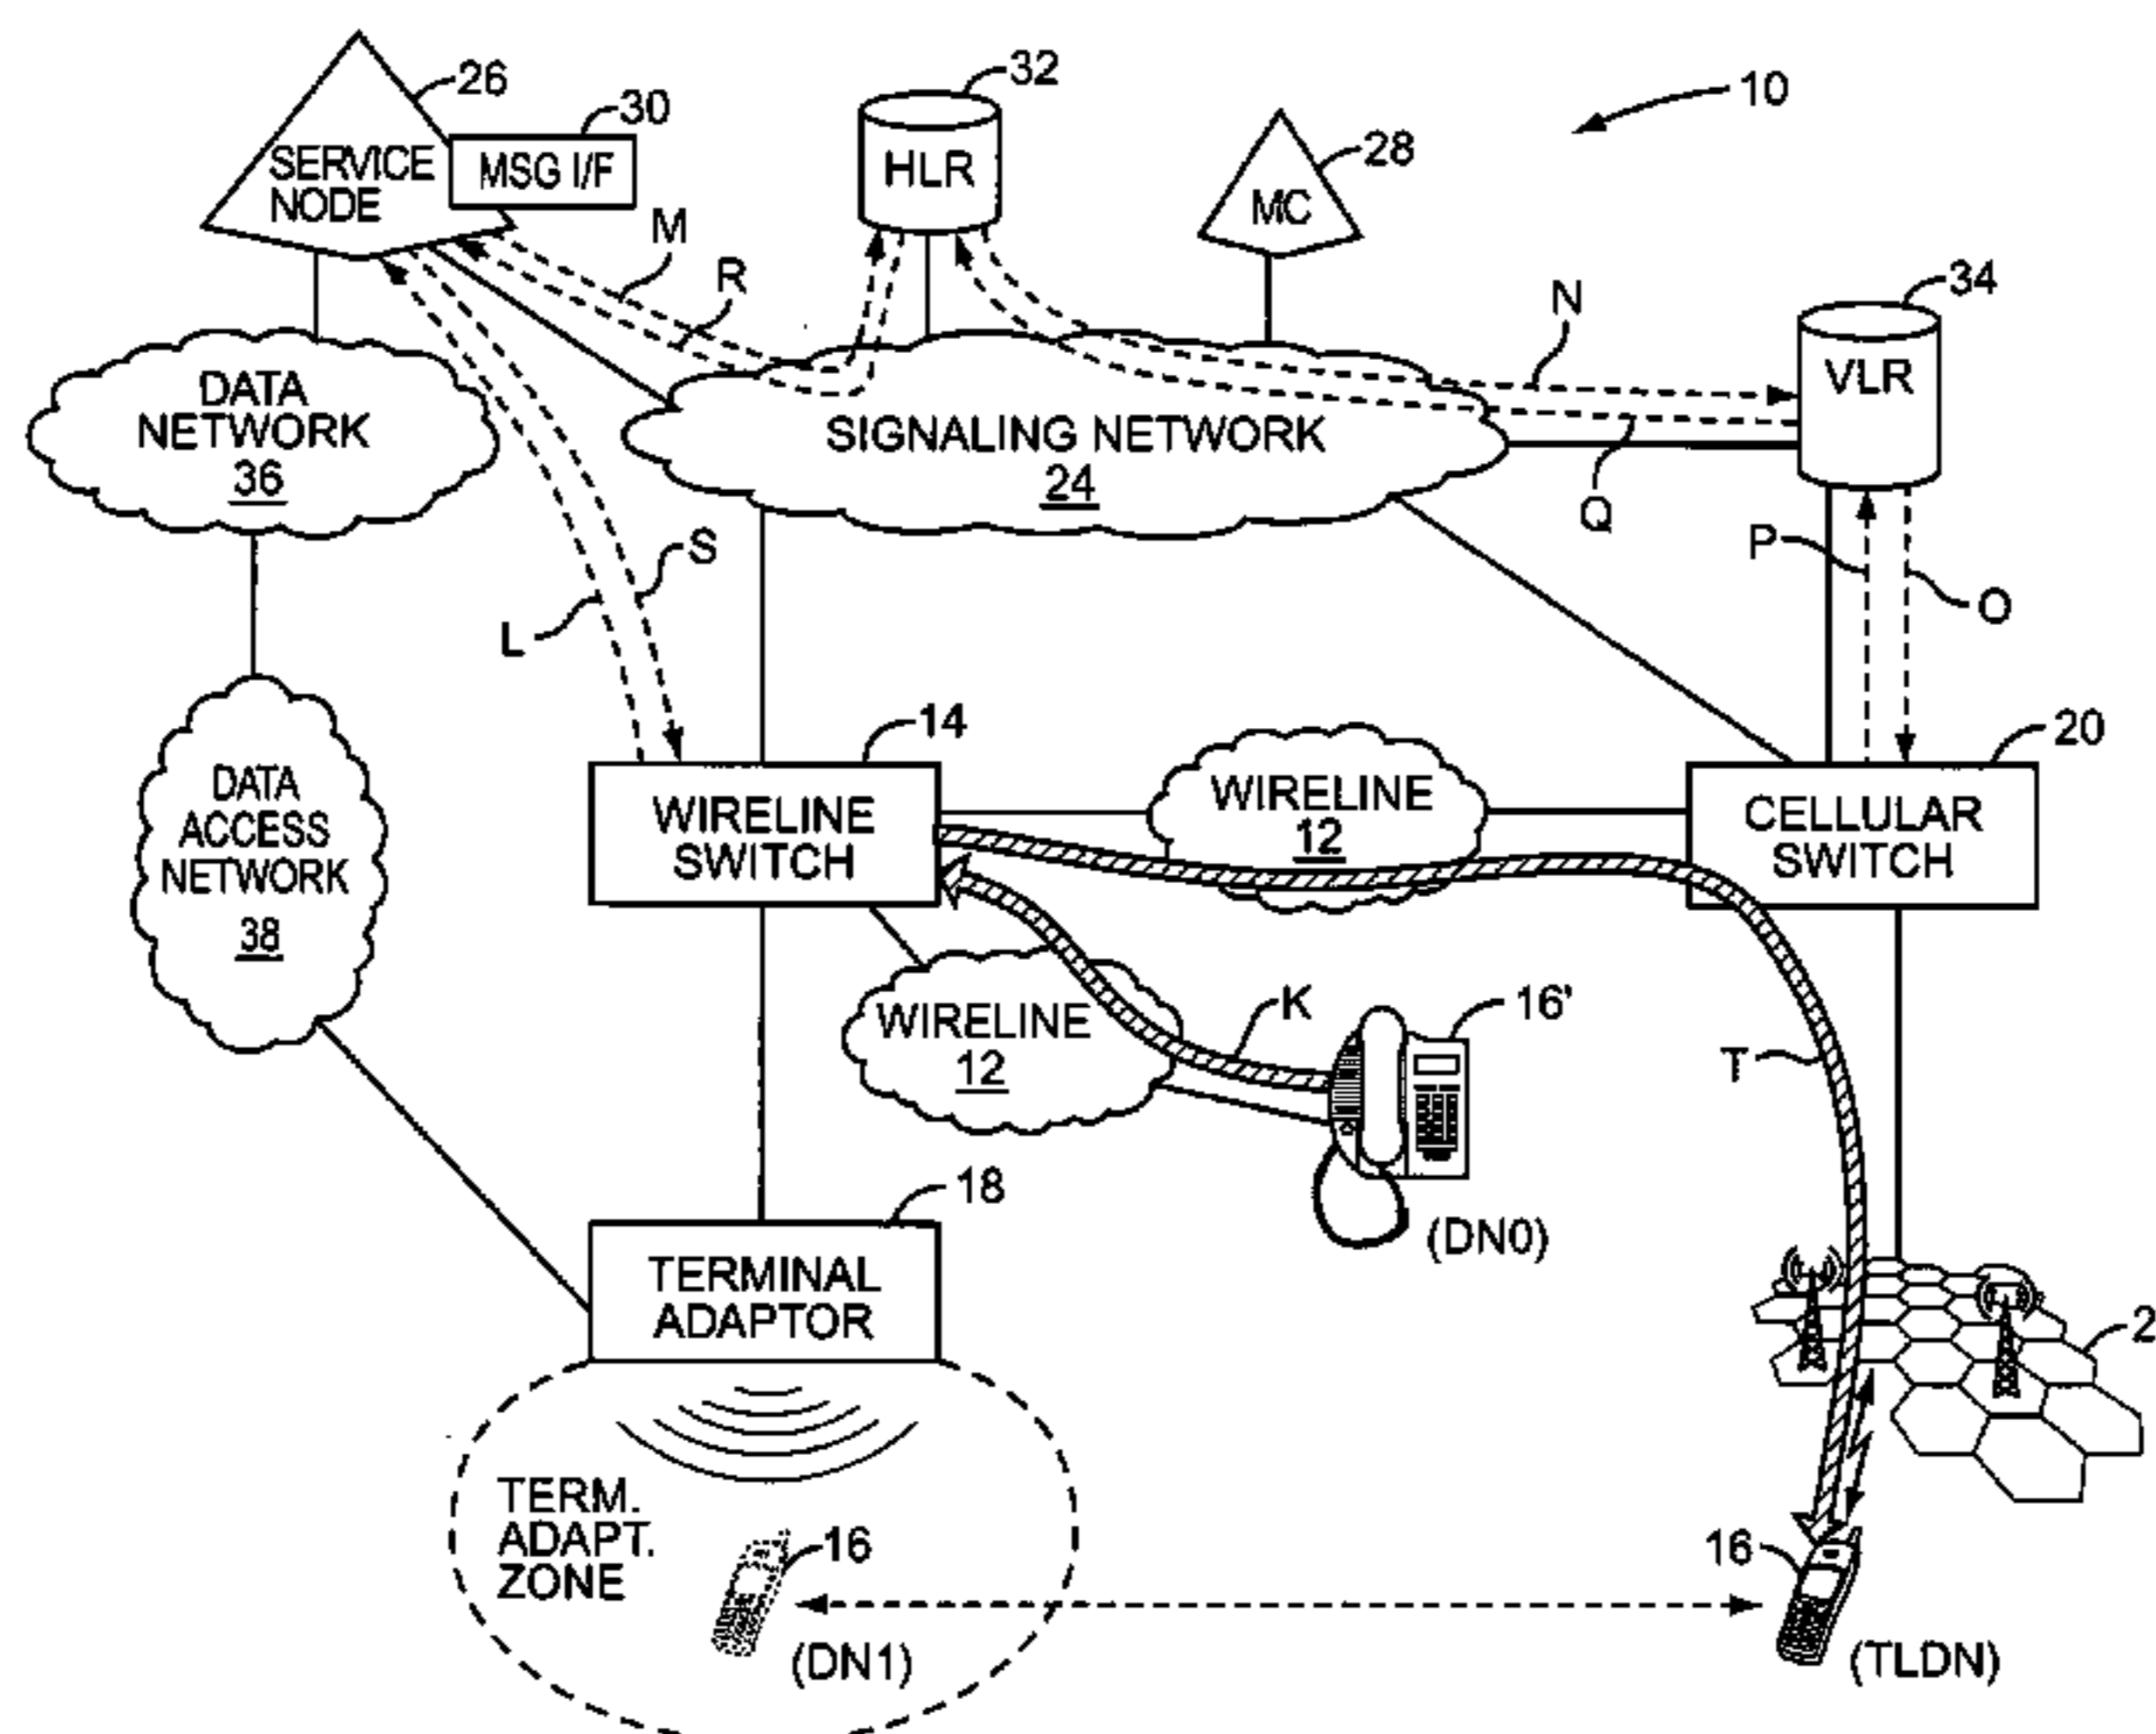 26
30
32
10
28
SERVICE
NODE
MSG I/F
HLR
MC
M
R
N
34
VLR
DATA
NETWORK
36
SIGNALING NETWORK
24
Q
S
P
L
O
14
20
DATA
ACCESS
NETWORK
38
WIRELINE
SWITCH
WIRELINE
12
CELLULAR
SWITCH
WIRELINE
12
K
16'
T
18
(DN0)
TERMINAL
ADAPTOR
2
TERM.
ADAPT.
ZONE
16
16
(DN1)
(TLDN)